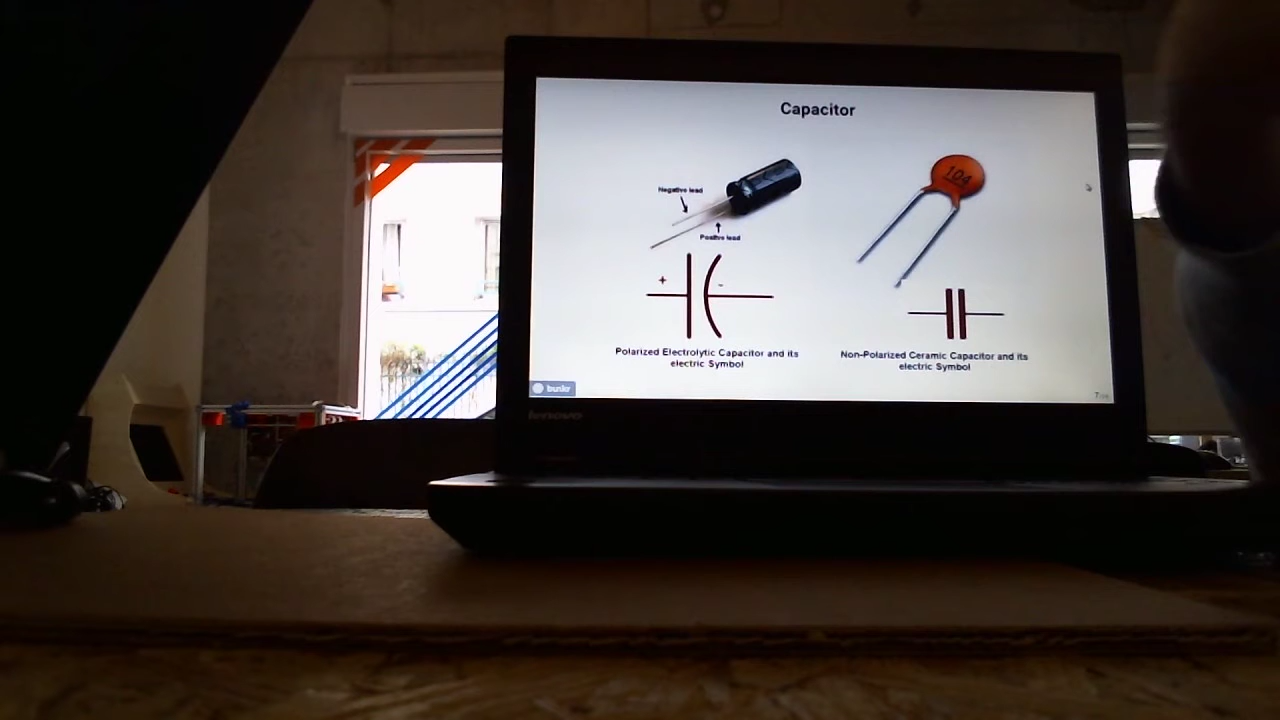 Capacitor
Negative lead
Positive lead
104
+
-
Polarized Electrolytic Capacitor and its
electric Symbol
Non-Polarized Ceramic Capacitor and its
electric Symbol
bunkr
lenovo